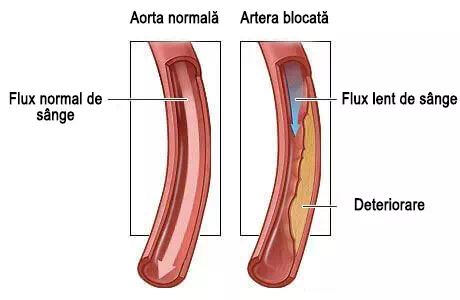 Aorta normală
Artera blocată
Flux normal de
sânge
Flux lent de sânge
Deteriorare